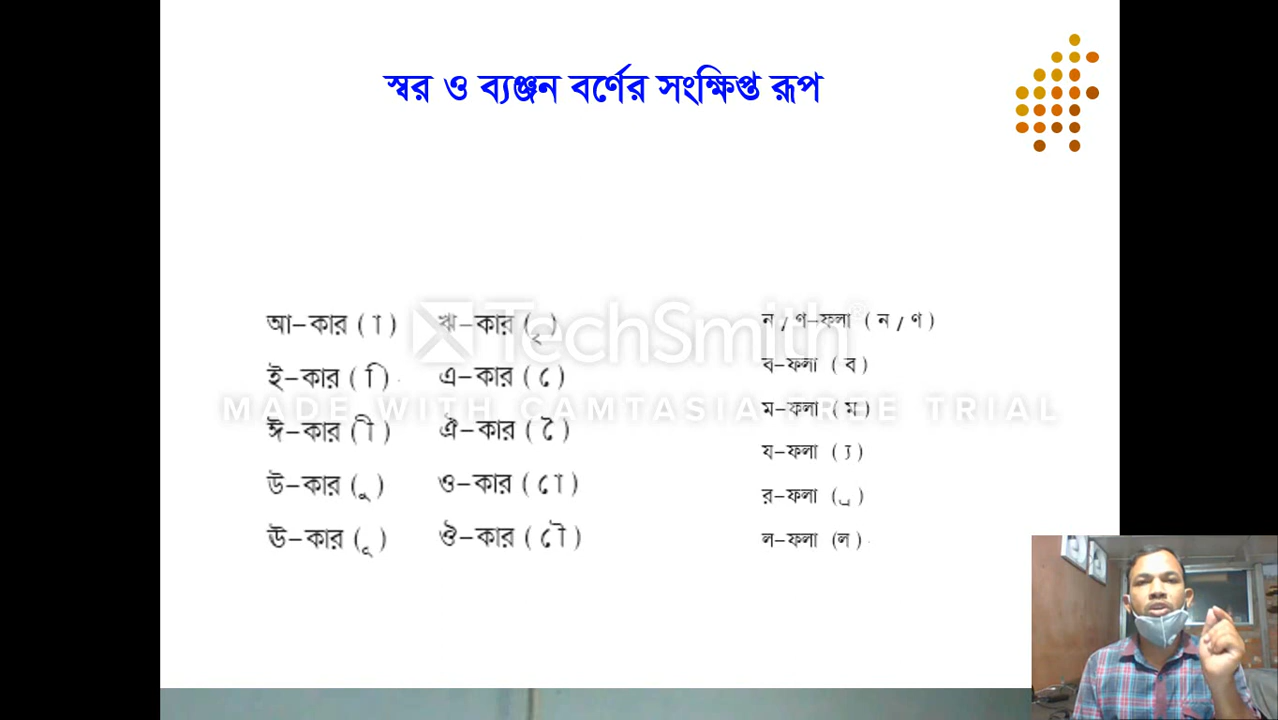 স্বর ও ব্যঞ্জন বর্ণের সংক্ষিপ্ত রূপ
আ-কার ( া )
ই-কার ( ি )
ঈ-কার ( ী )
উ-কার ( ু )
ঊ-কার ( ূ )
ঋ-কার ( ৃ )
এ-কার ( ে )
ঐ-কার ( ৈ )
ও-কার ( ো )
ঔ-কার ( ৌ )
ন / ণ-ফলা ( ন / ণ )
ব-ফলা ( ব )
ম-ফলা ( ম )
য-ফলা ( ্য )
র-ফলা ( ্র )
ল-ফলা (ল )
TechSmith®
MADE WITH CAMTASIA FREE TRIAL